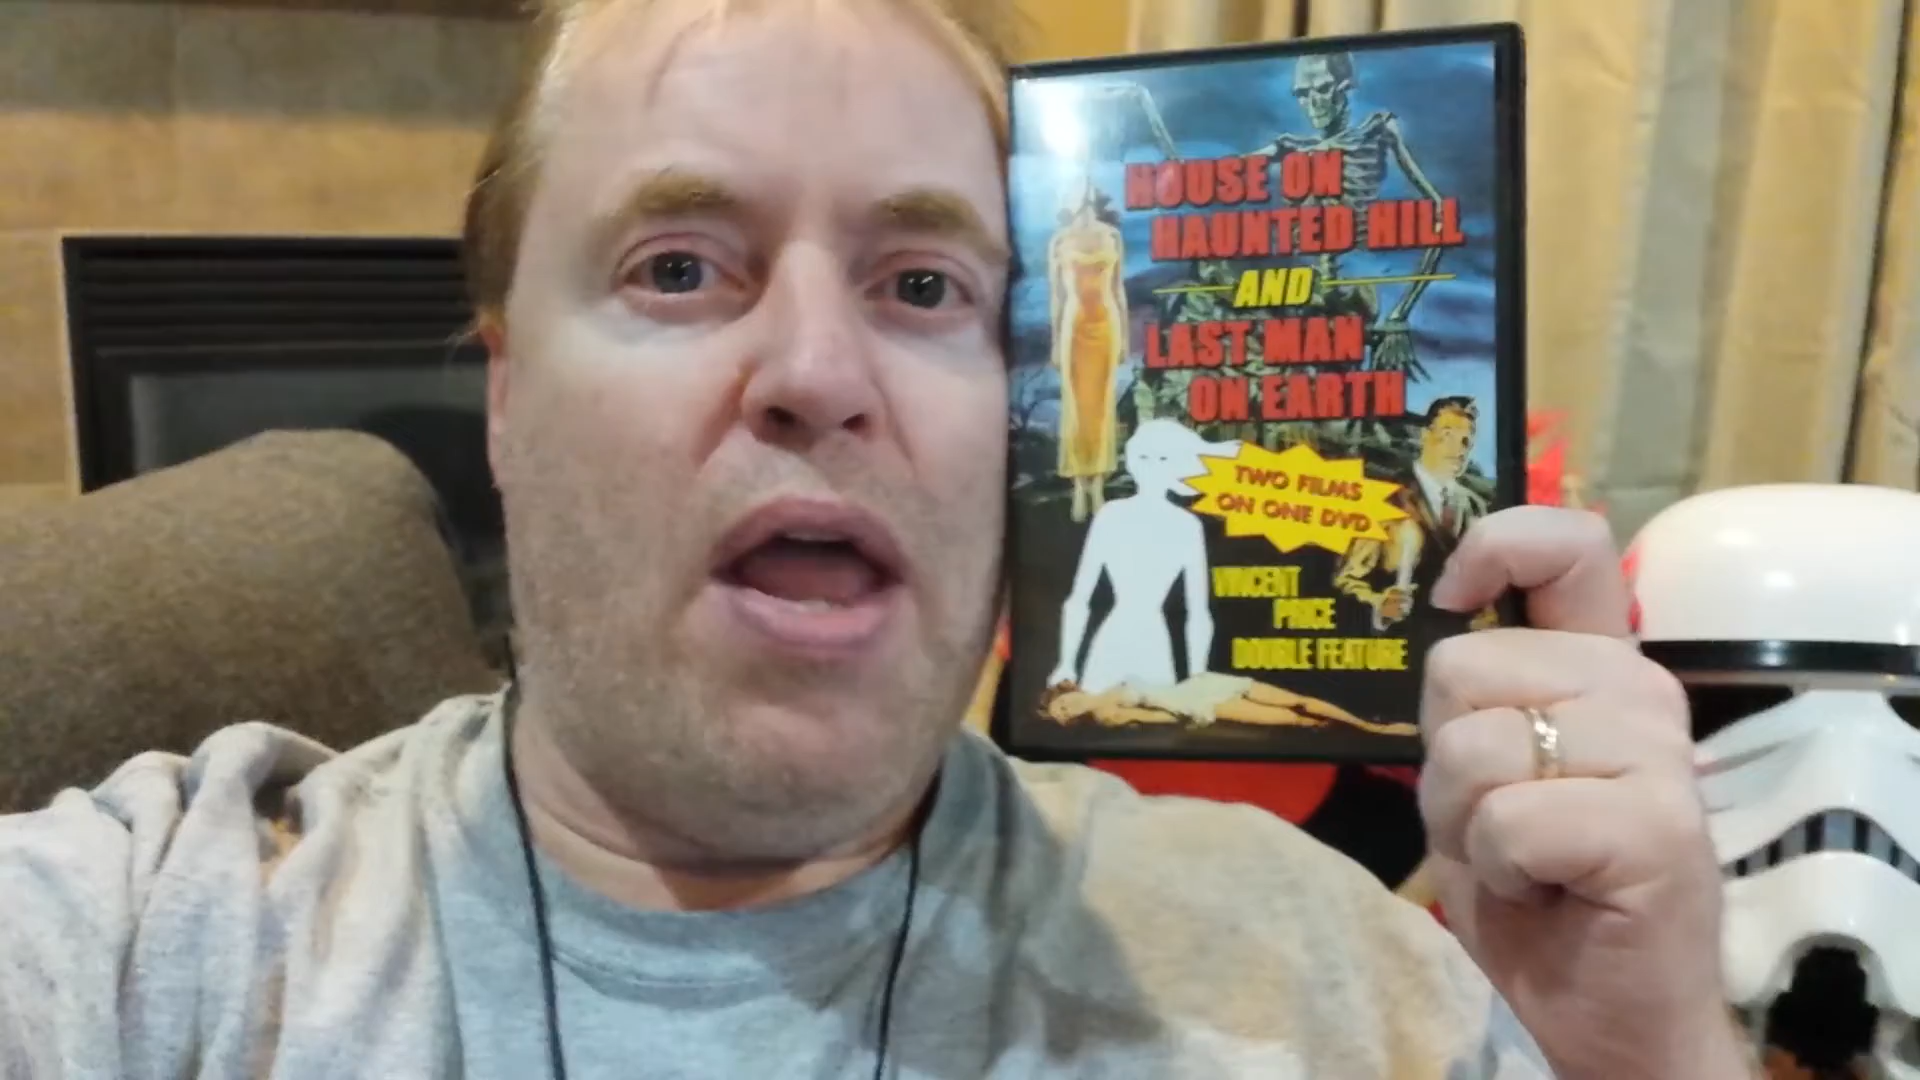 HOUSE ON
HAUNTED HILL
AND
LAST MAN
ON EARTH
TWO FILMS
ON ONE DVD
VINCENT
PRICE
DOUBLE FEATURE